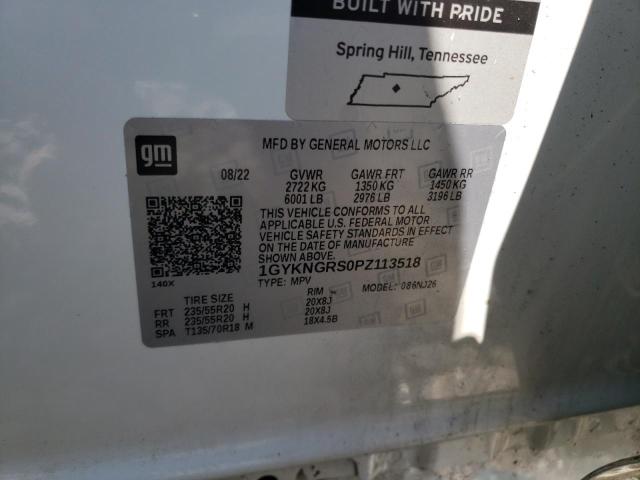 BUILT WITH PRIDE
Spring Hill, Tennessee
gm
MFD BY GENERAL MOTORS LLC
08/22 GVWR GAWR FRT GAWR RR
2722 KG 1350 KG 1450 KG
6001 LB 2976 LB 3196 LB
THIS VEHICLE CONFORMS TO ALL
APPLICABLE U.S. FEDERAL MOTOR
VEHICLE SAFETY STANDARDS IN EFFECT
ON THE DATE OF MANUFACTURE SHOWN ABOVE.
1GYKNGRS0PZ113518
TYPE: MPV MODEL: 086NJ26
140X
TIRE SIZE RIM
FRT 235/55R20 H 20X8J
RR 235/55R20 H 20X8J
SPA T135/70R18 M 18X4.5B